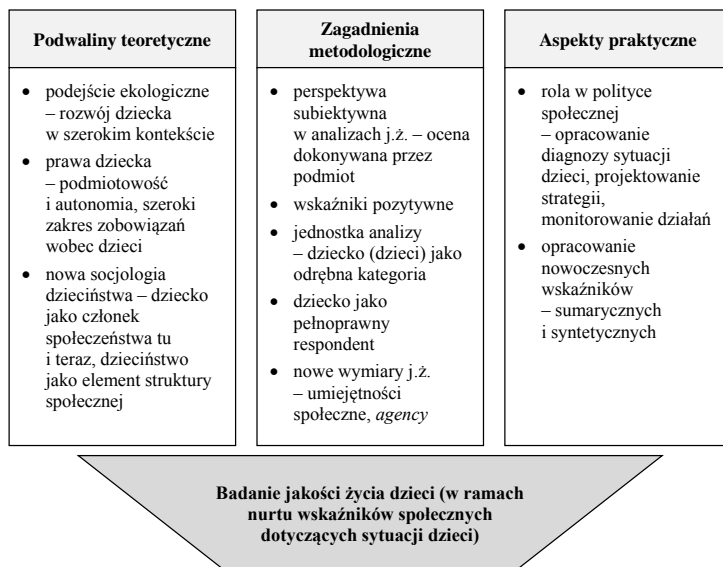 Podwaliny teoretyczne
• podejście ekologiczne
– rozwój dziecka
w szerokim kontekście
• prawa dziecka
– podmiotowość
i autonomia, szeroki
zakres zobowiązań
wobec dzieci
• nowa socjologia
dzieciństwa – dziecko
jako członek
społeczeństwa tu
i teraz, dzieciństwo
jako element struktury
społecznej
Zagadnienia
metodologiczne
• perspektywa
subiektywna
w analizach j.ż. – ocena
dokonywana przez
podmiot
• wskaźniki pozytywne
• jednostka analizy
– dziecko (dzieci) jako
odrębna kategoria
• dziecko jako
pełnoprawny
respondent
• nowe wymiary j.ż.
– umiejętności
społeczne, agency
Aspekty praktyczne
• rola w polityce
społecznej
– opracowanie
diagnozy sytuacji
dzieci, projektowanie
strategii,
monitorowanie działań
• opracowanie
nowoczesnych
wskaźników
– sumarycznych
i syntetycznych
Badanie jakości życia dzieci (w ramach
nurtu wskaźników społecznych
dotyczących sytuacji dzieci)